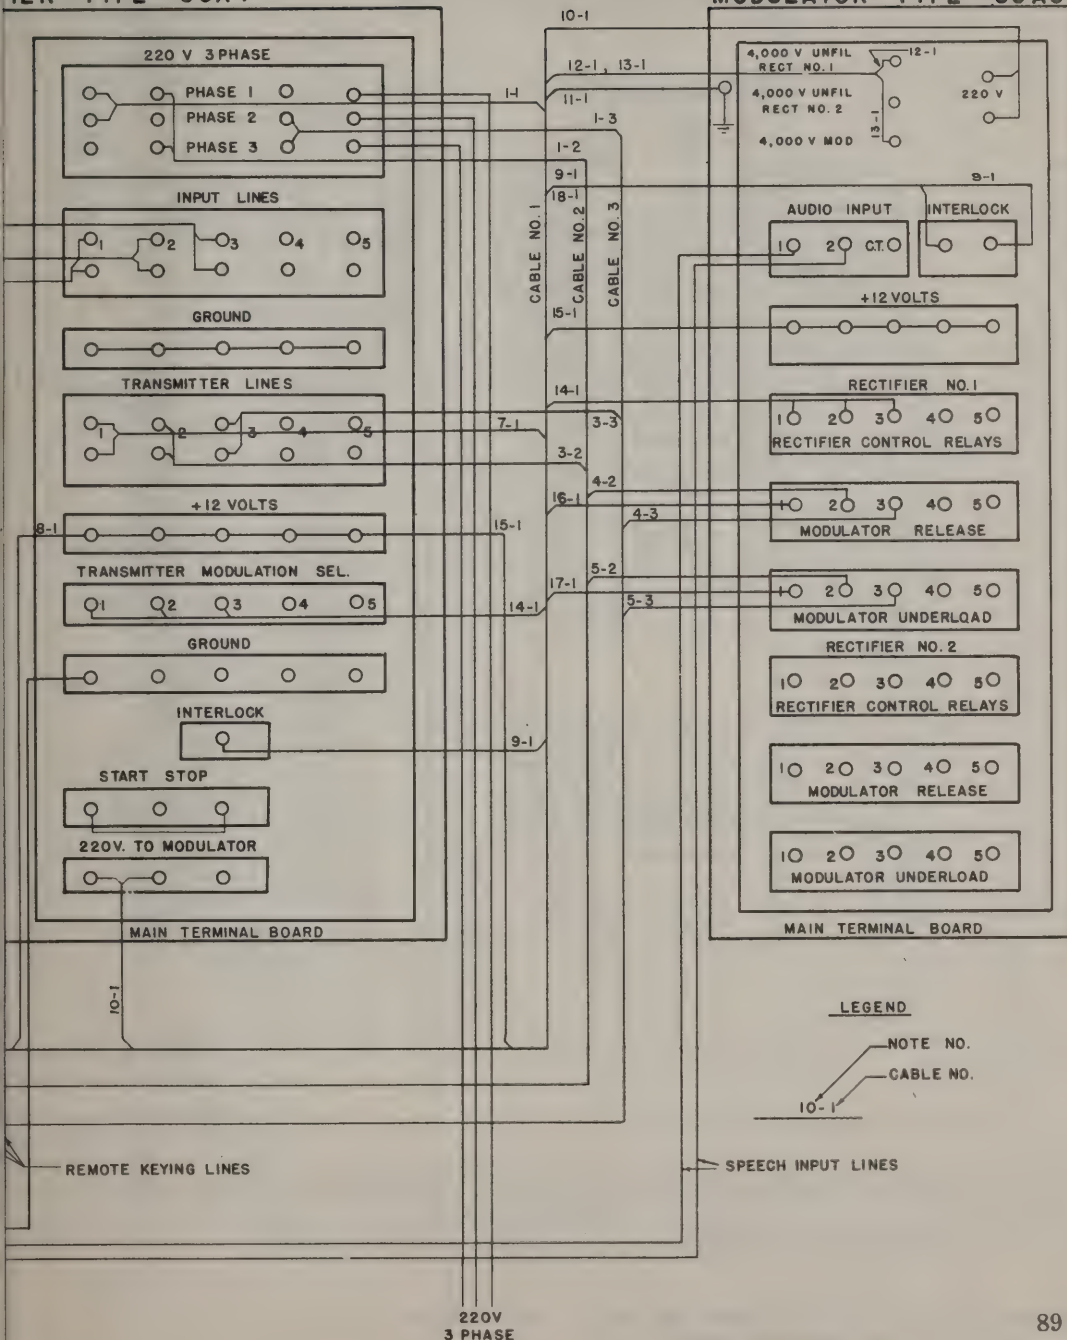 220 V 3 PHASE
PHASE 1
PHASE 2
PHASE 3
INPUT LINES
1 2 3 4 5
GROUND
TRANSMITTER LINES
1 2 3 4 5
+12 VOLTS
8-1
15-1
TRANSMITTER MODULATION SEL.
1 2 3 4 5
14-1
GROUND
INTERLOCK
9-1
START STOP
220V. TO MODULATOR
MAIN TERMINAL BOARD
10-1
REMOTE KEYING LINES
220V
3 PHASE
10-1
12-1, 13-1
1-1
11-1
1-3
1-2
9-1
18-1
CABLE NO. 1
CABLE NO. 2
CABLE NO. 3
15-1
14-1
7-1
3-3
3-2
4-2
16-1
4-3
5-2
17-1
5-3
MODULATOR TYPE
4,000 V UNFIL
RECT NO. 1
12-1
4,000 V UNFIL
RECT NO. 2
13-1
4,000 V MOD
220 V
9-1
AUDIO INPUT
1 2 C.T.
INTERLOCK
+12 VOLTS
RECTIFIER NO. 1
1 2 3 4 5
RECTIFIER CONTROL RELAYS
1 2 3 4 5
MODULATOR RELEASE
1 2 3 4 5
MODULATOR UNDERLOAD
RECTIFIER NO. 2
1 2 3 4 5
RECTIFIER CONTROL RELAYS
1 2 3 4 5
MODULATOR RELEASE
1 2 3 4 5
MODULATOR UNDERLOAD
MAIN TERMINAL BOARD
LEGEND
NOTE NO.
CABLE NO.
10-1
SPEECH INPUT LINES
89